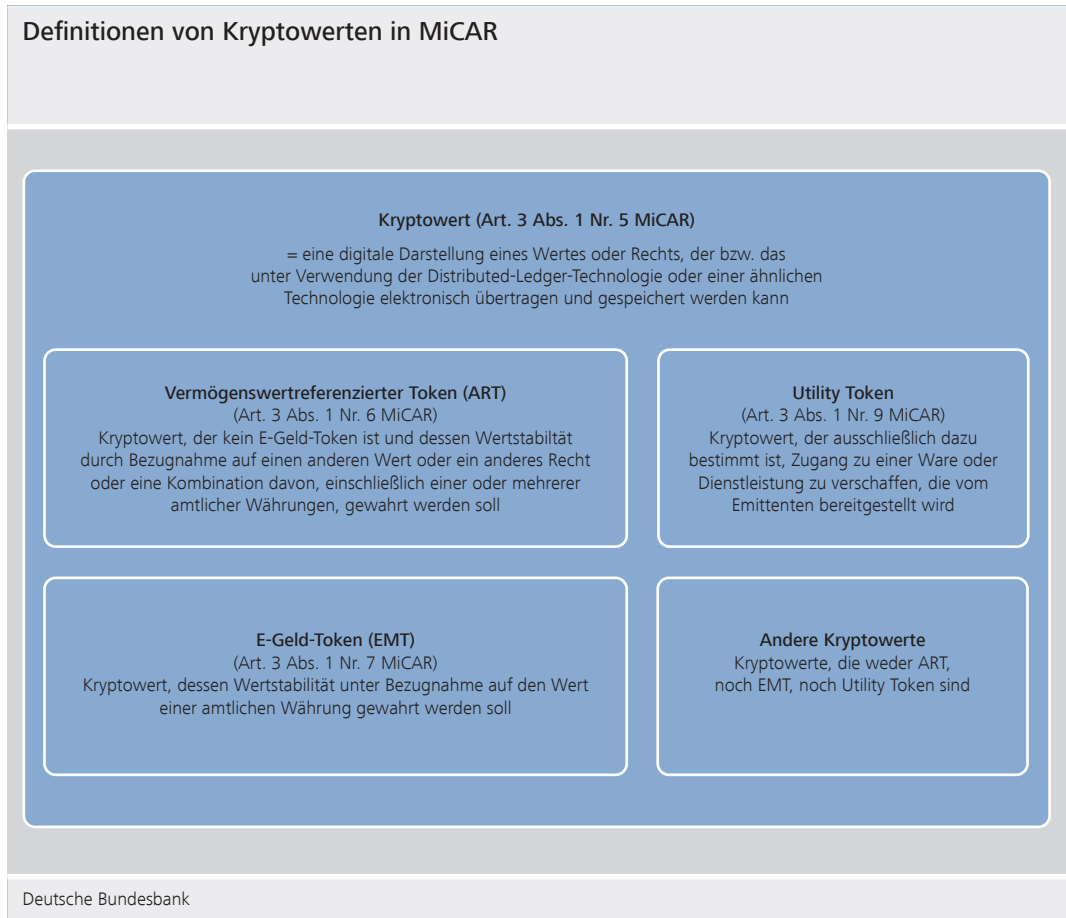 Definitionen von Kryptowerten in MiCAR
Kryptowert (Art. 3 Abs. 1 Nr. 5 MiCAR)
= eine digitale Darstellung eines Wertes oder Rechts, der bzw. das
unter Verwendung der Distributed-Ledger-Technologie oder einer ähnlichen
Technologie elektronisch übertragen und gespeichert werden kann
Vermögenswertreferenzierter Token (ART)
(Art. 3 Abs. 1 Nr. 6 MiCAR)
Kryptowert, der kein E-Geld-Token ist und dessen Wertstabiltät
durch Bezugnahme auf einen anderen Wert oder ein anderes Recht
oder eine Kombination davon, einschließlich einer oder mehrerer
amtlicher Währungen, gewahrt werden soll
Utility Token
(Art. 3 Abs. 1 Nr. 9 MiCAR)
Kryptowert, der ausschließlich dazu
bestimmt ist, Zugang zu einer Ware oder
Dienstleistung zu verschaffen, die vom
Emittenten bereitgestellt wird
E-Geld-Token (EMT)
(Art. 3 Abs. 1 Nr. 7 MiCAR)
Kryptowert, dessen Wertstabilität unter Bezugnahme auf den Wert
einer amtlichen Währung gewahrt werden soll
Andere Kryptowerte
Kryptowerte, die weder ART,
noch EMT, noch Utility Token sind
Deutsche Bundesbank